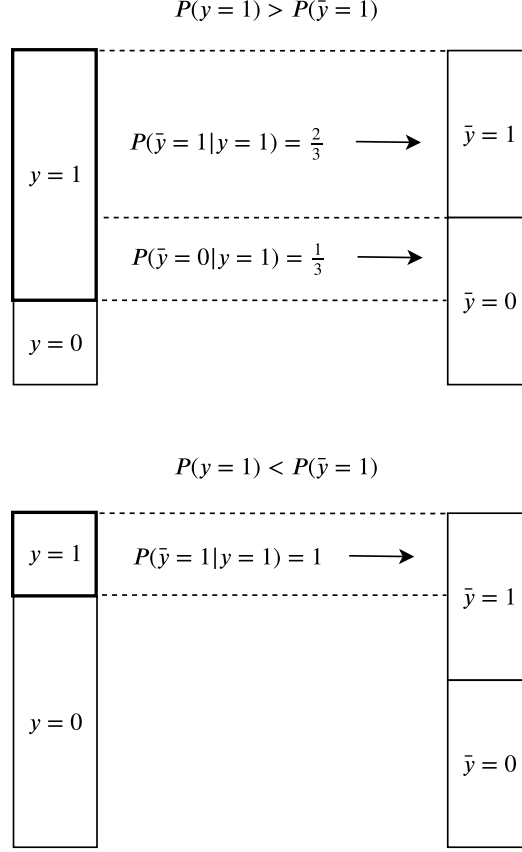 P(y = 1) > P(ȳ = 1)
y = 1
P(ȳ = 1|y = 1) = 2/3
ȳ = 1
P(ȳ = 0|y = 1) = 1/3
ȳ = 0
y = 0
P(y = 1) < P(ȳ = 1)
y = 1
P(ȳ = 1|y = 1) = 1
ȳ = 1
y = 0
ȳ = 0